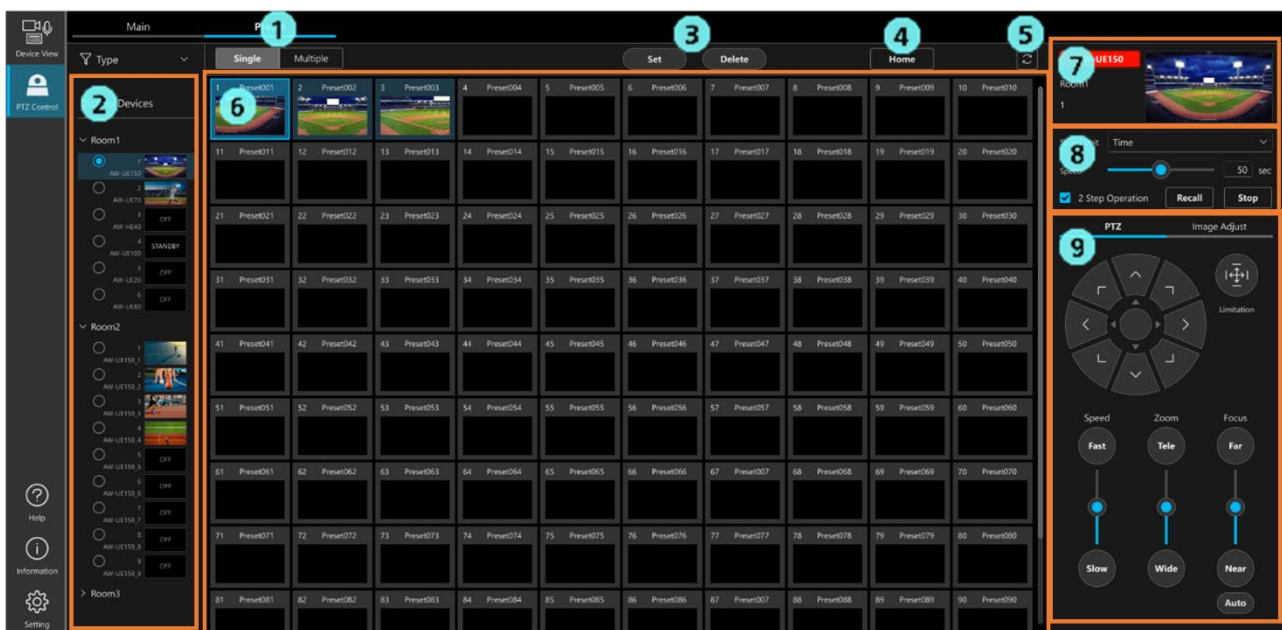 Main
P
1
3
4
5
Device View
Type
Single
Multiple
Set
Delete
Home
7
UE150
Room1
1
PTZ Control
2
Devices
6
1 Preset001
2 Preset002
3 Preset003
4 Preset004
5 Preset005
6 Preset006
7 Preset007
8 Preset008
9 Preset009
10 Preset010
Room1
1
AW-UE150
2
AW-UE70
3
OFF
AW-HE40
4
STANDBY
AW-UE100
5
OFF
AW-UE20
6
OFF
AW-UE80
11 Preset011
12 Preset012
13 Preset013
14 Preset014
15 Preset015
16 Preset016
17 Preset017
18 Preset018
19 Preset019
20 Preset020
21 Preset021
22 Preset022
23 Preset023
24 Preset024
25 Preset025
26 Preset026
27 Preset027
28 Preset028
29 Preset029
30 Preset030
31 Preset031
32 Preset032
33 Preset033
34 Preset034
35 Preset035
36 Preset036
37 Preset037
38 Preset038
39 Preset039
40 Preset040
Room2
1
AW-UE150_1
2
AW-UE150_2
3
AW-UE150_3
4
AW-UE150_4
5
OFF
AW-UE150_5
6
OFF
AW-UE150_6
7
OFF
AW-UE150_7
8
OFF
AW-UE150_8
9
OFF
AW-UE150_9
Room3
41 Preset041
42 Preset042
43 Preset043
44 Preset044
45 Preset045
46 Preset046
47 Preset047
48 Preset048
49 Preset049
50 Preset050
51 Preset051
52 Preset052
53 Preset053
54 Preset054
55 Preset055
56 Preset056
57 Preset057
58 Preset058
59 Preset059
60 Preset060
61 Preset061
62 Preset062
63 Preset063
64 Preset064
65 Preset065
66 Preset066
67 Preset067
68 Preset068
69 Preset069
70 Preset070
71 Preset071
72 Preset072
73 Preset073
74 Preset074
75 Preset075
76 Preset076
77 Preset077
78 Preset078
79 Preset079
80 Preset080
81 Preset081
82 Preset082
83 Preset083
84 Preset084
85 Preset085
86 Preset086
87 Preset087
88 Preset088
89 Preset089
90 Preset090
8
Time
Speed
50 sec
2 Step Operation
Recall
Stop
9
PTZ
Image Adjust
Limitation
Speed
Zoom
Focus
Fast
Tele
Far
Slow
Wide
Near
Auto
Help
Information
Setting